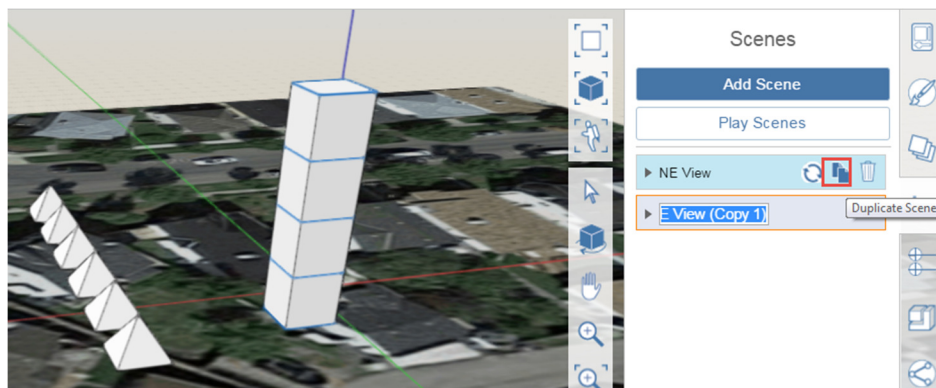 Scenes
Add Scene
Play Scenes
NE View
Duplicate Scene
E View (Copy 1)